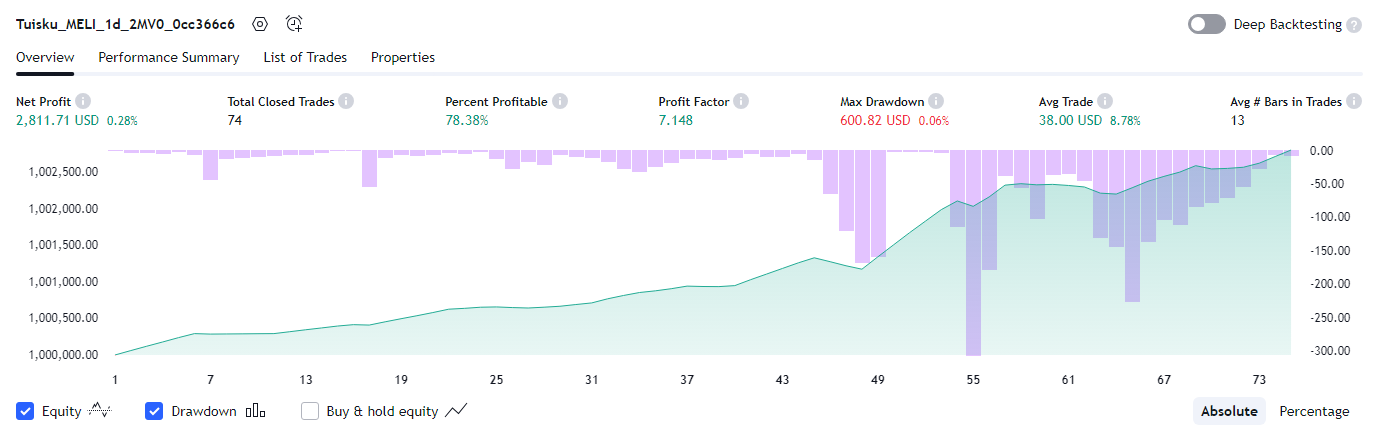 Tuisku_MELI_1d_2MV0_0cc366c6 Deep Backtesting ?
Overview Performance Summary List of Trades Properties
Net Profit i Total Closed Trades i Percent Profitable i Profit Factor i Max Drawdown i Avg Trade i Avg # Bars in Trades i
2,811.71 USD 0.28% 74 78.38% 7.148 600.82 USD 0.06% 38.00 USD 8.78% 13
0.00
1,002,500.00 -50.00
1,002,000.00 -100.00
1,001,500.00 -150.00
1,001,000.00 -200.00
1,000,500.00 -250.00
1,000,000.00 -300.00
1 7 13 19 25 31 37 43 49 55 61 67 73
Equity Drawdown Buy & hold equity Absolute Percentage